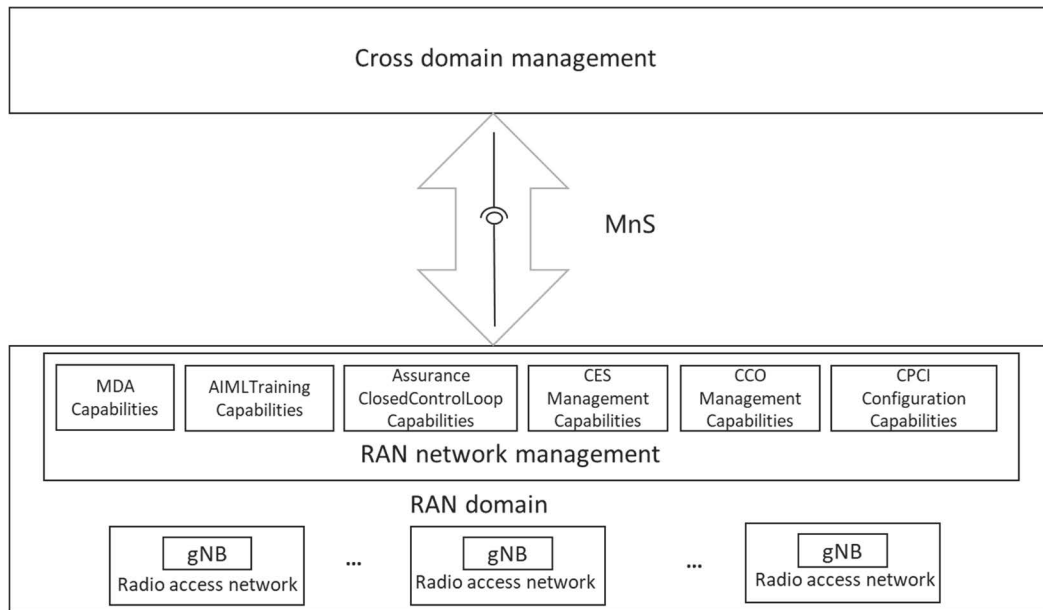 Cross domain management
MnS
MDA
Capabilities
AIMLTraining
Capabilities
Assurance
ClosedControlLoop
Capabilities
CES
Management
Capabilities
CCO
Management
Capabilities
CPCI
Configuration
Capabilities
RAN network management
RAN domain
gNB
Radio access network
...
gNB
Radio access network
...
gNB
Radio access network